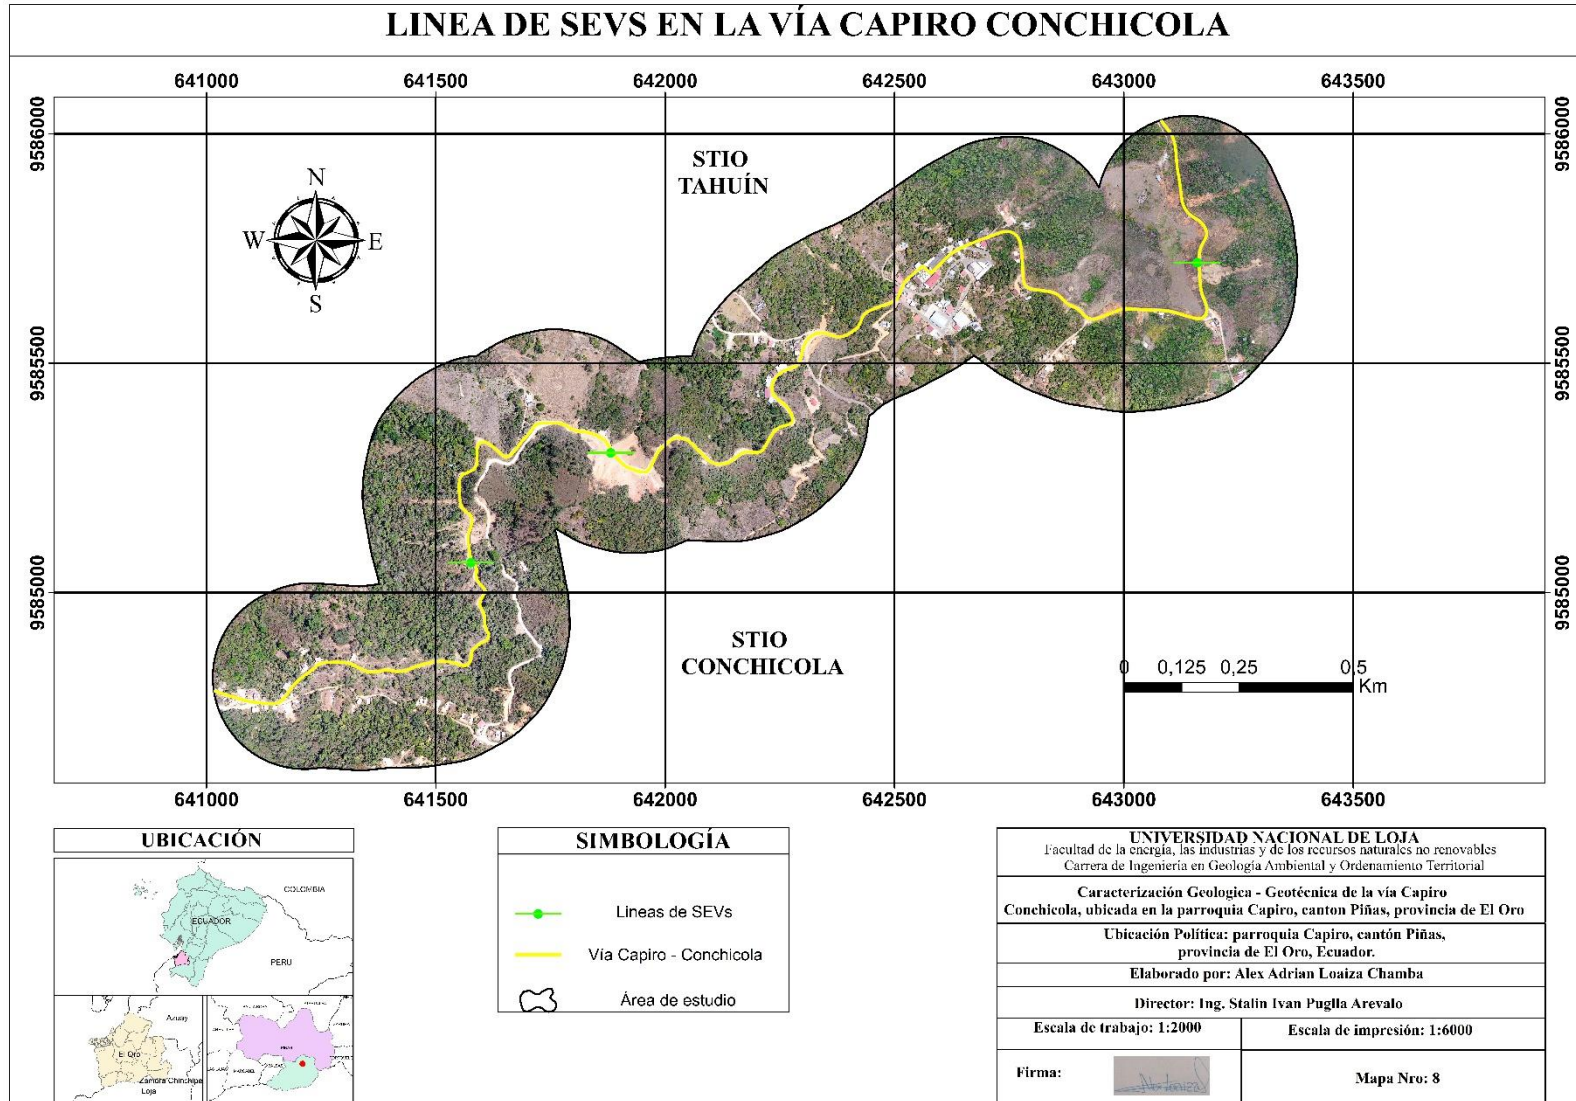 LINEA DE SEVS EN LA VÍA CAPIRO CONCHICOLA
641000 641500 642000 642500 643000 643500
9586000 9586000
STIO
TAHUÍN
N
W E
S
9585500 9585500
9585000 9585000
STIO
CONCHICOLA
0 0,125 0,25 0,5
Km
641000 641500 642000 642500 643000 643500
UBICACIÓN
COLOMBIA
ECUADOR
PERU
Azuay
El Oro
Zamora Chinchipe
Loja
SIMBOLOGÍA
Lineas de SEVs
Vía Capiro - Conchicola
Área de estudio
UNIVERSIDAD NACIONAL DE LOJA
Facultad de la energía, las industrias y de los recursos naturales no renovables
Carrera de Ingeniería en Geología Ambiental y Ordenamiento Territorial
Caracterización Geologica - Geotécnica de la vía Capiro
Conchicola, ubicada en la parroquia Capiro, canton Piñas, provincia de El Oro
Ubicación Política: parroquia Capiro, cantón Piñas,
provincia de El Oro, Ecuador.
Elaborado por: Alex Adrian Loaiza Chamba
Director: Ing. Stalin Ivan Puglla Arevalo
Escala de trabajo: 1:2000
Escala de impresión: 1:6000
Firma:
Mapa Nro: 8